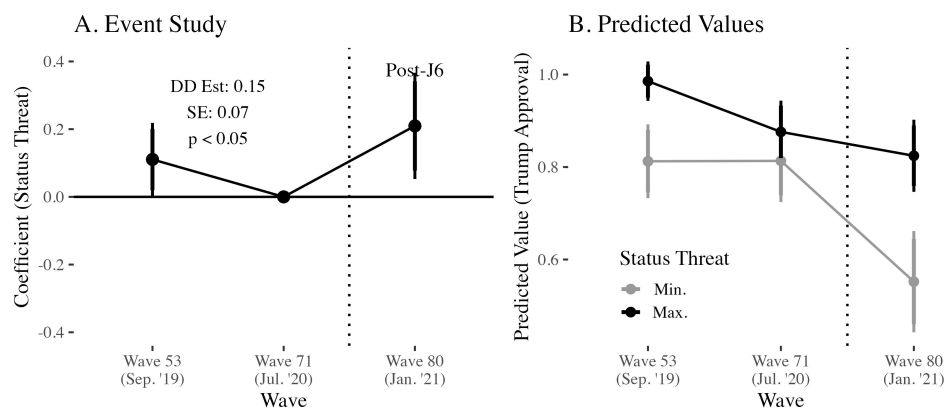 A. Event Study
Coefficient (Status Threat)
0.4
0.2
0.0
-0.2
-0.4
DD Est: 0.15
SE: 0.07
p < 0.05
Post-J6
Wave 53
(Sep. '19)
Wave 71
(Jul. '20)
Wave 80
(Jan. '21)
Wave
B. Predicted Values
Predicted Value (Trump Approval)
1.0
0.8
0.6
Status Threat
Min.
Max.
Wave 53
(Sep. '19)
Wave 71
(Jul. '20)
Wave 80
(Jan. '21)
Wave